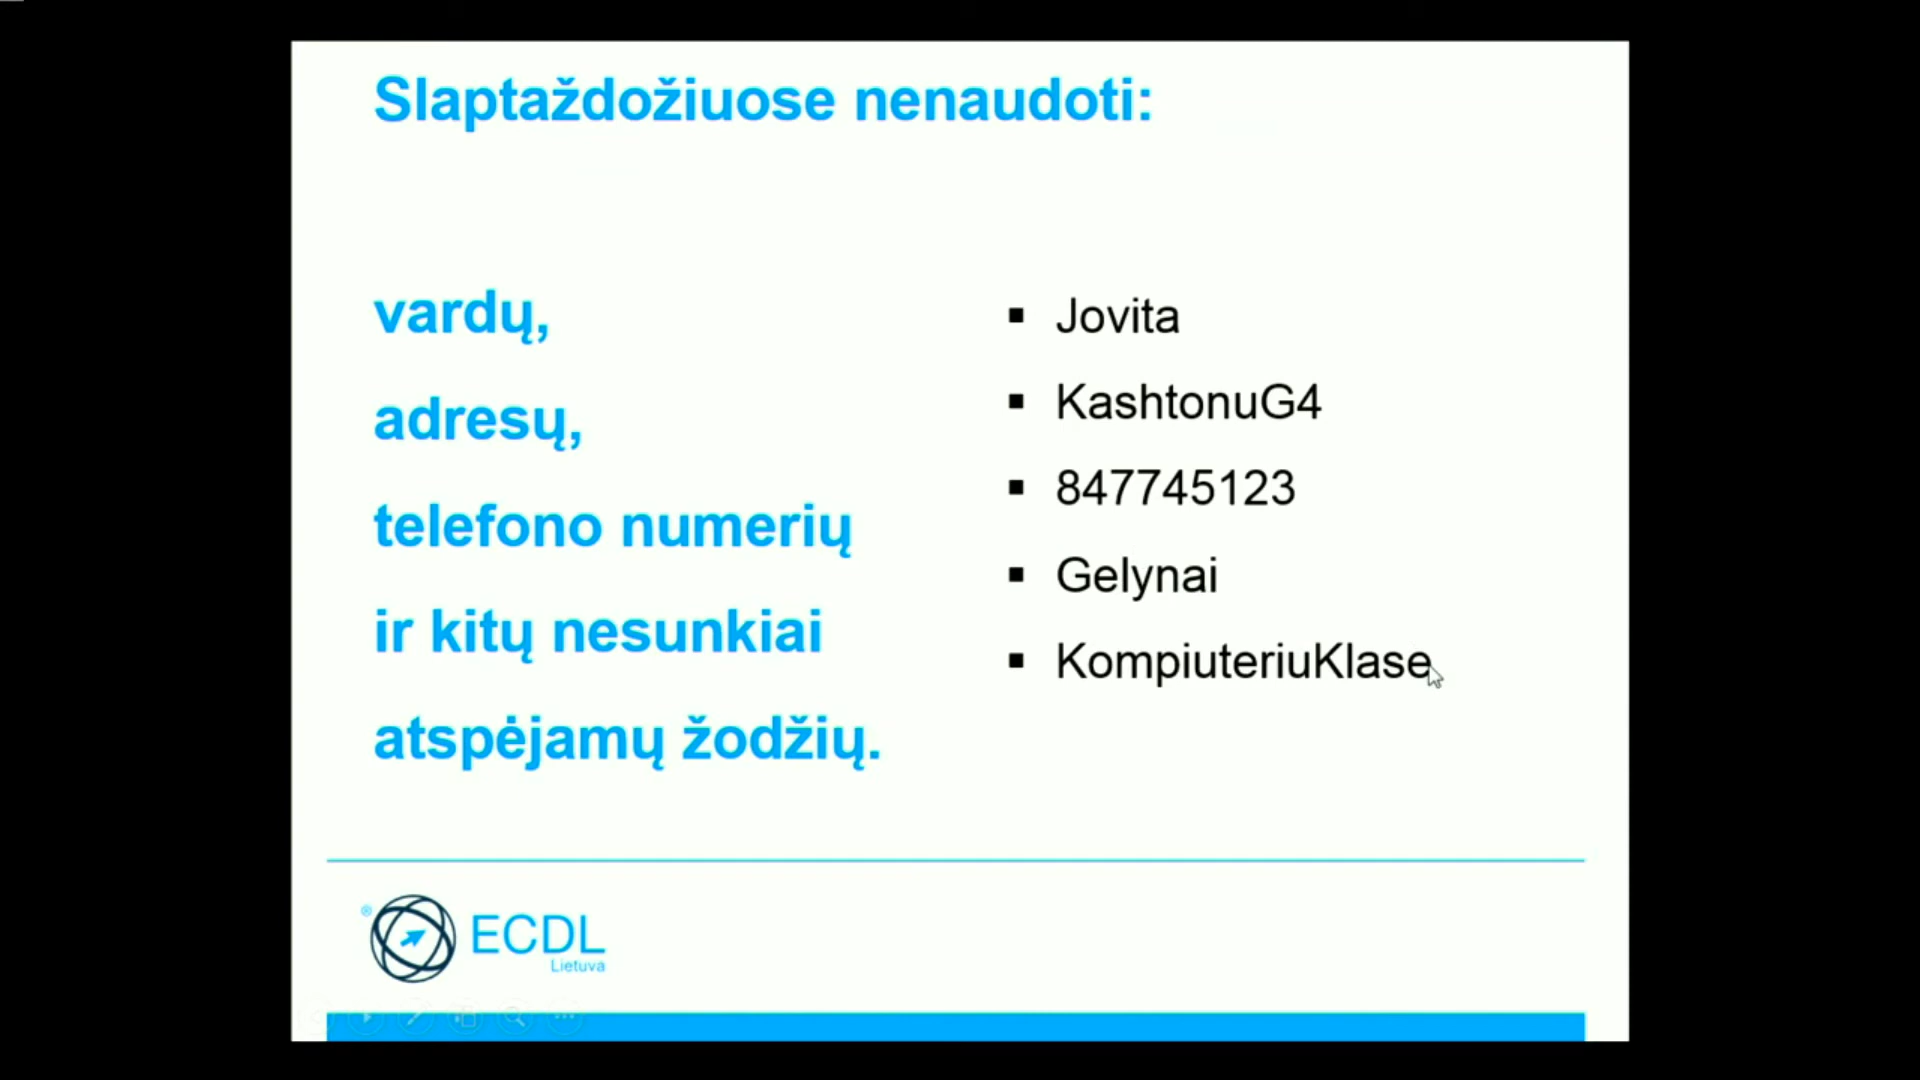 Slaptaždožiuose nenaudoti:
vardų,
adresų,
telefono numerių
ir kitų nesunkiai
atspėjamų žodžių.
▪ Jovita
▪ KashtonuG4
▪ 847745123
▪ Gelynai
▪ KompiuteriuKlase
® ECDL
Lietuva